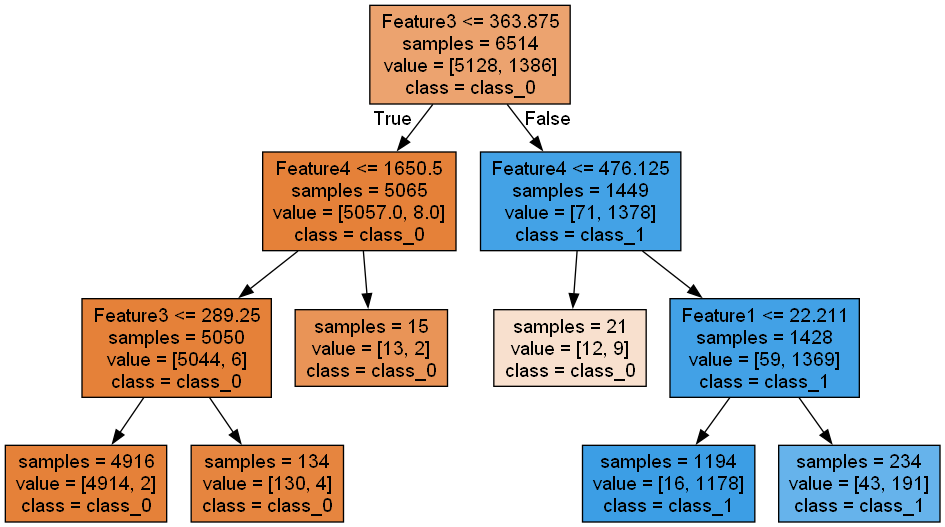 Feature3 <= 363.875
samples = 6514
value = [5128, 1386]
class = class_0
True
False
Feature4 <= 1650.5
samples = 5065
value = [5057.0, 8.0]
class = class_0
Feature4 <= 476.125
samples = 1449
value = [71, 1378]
class = class_1
Feature3 <= 289.25
samples = 5050
value = [5044, 6]
class = class_0
samples = 15
value = [13, 2]
class = class_0
samples = 21
value = [12, 9]
class = class_0
Feature1 <= 22.211
samples = 1428
value = [59, 1369]
class = class_1
samples = 4916
value = [4914, 2]
class = class_0
samples = 134
value = [130, 4]
class = class_0
samples = 1194
value = [16, 1178]
class = class_1
samples = 234
value = [43, 191]
class = class_1